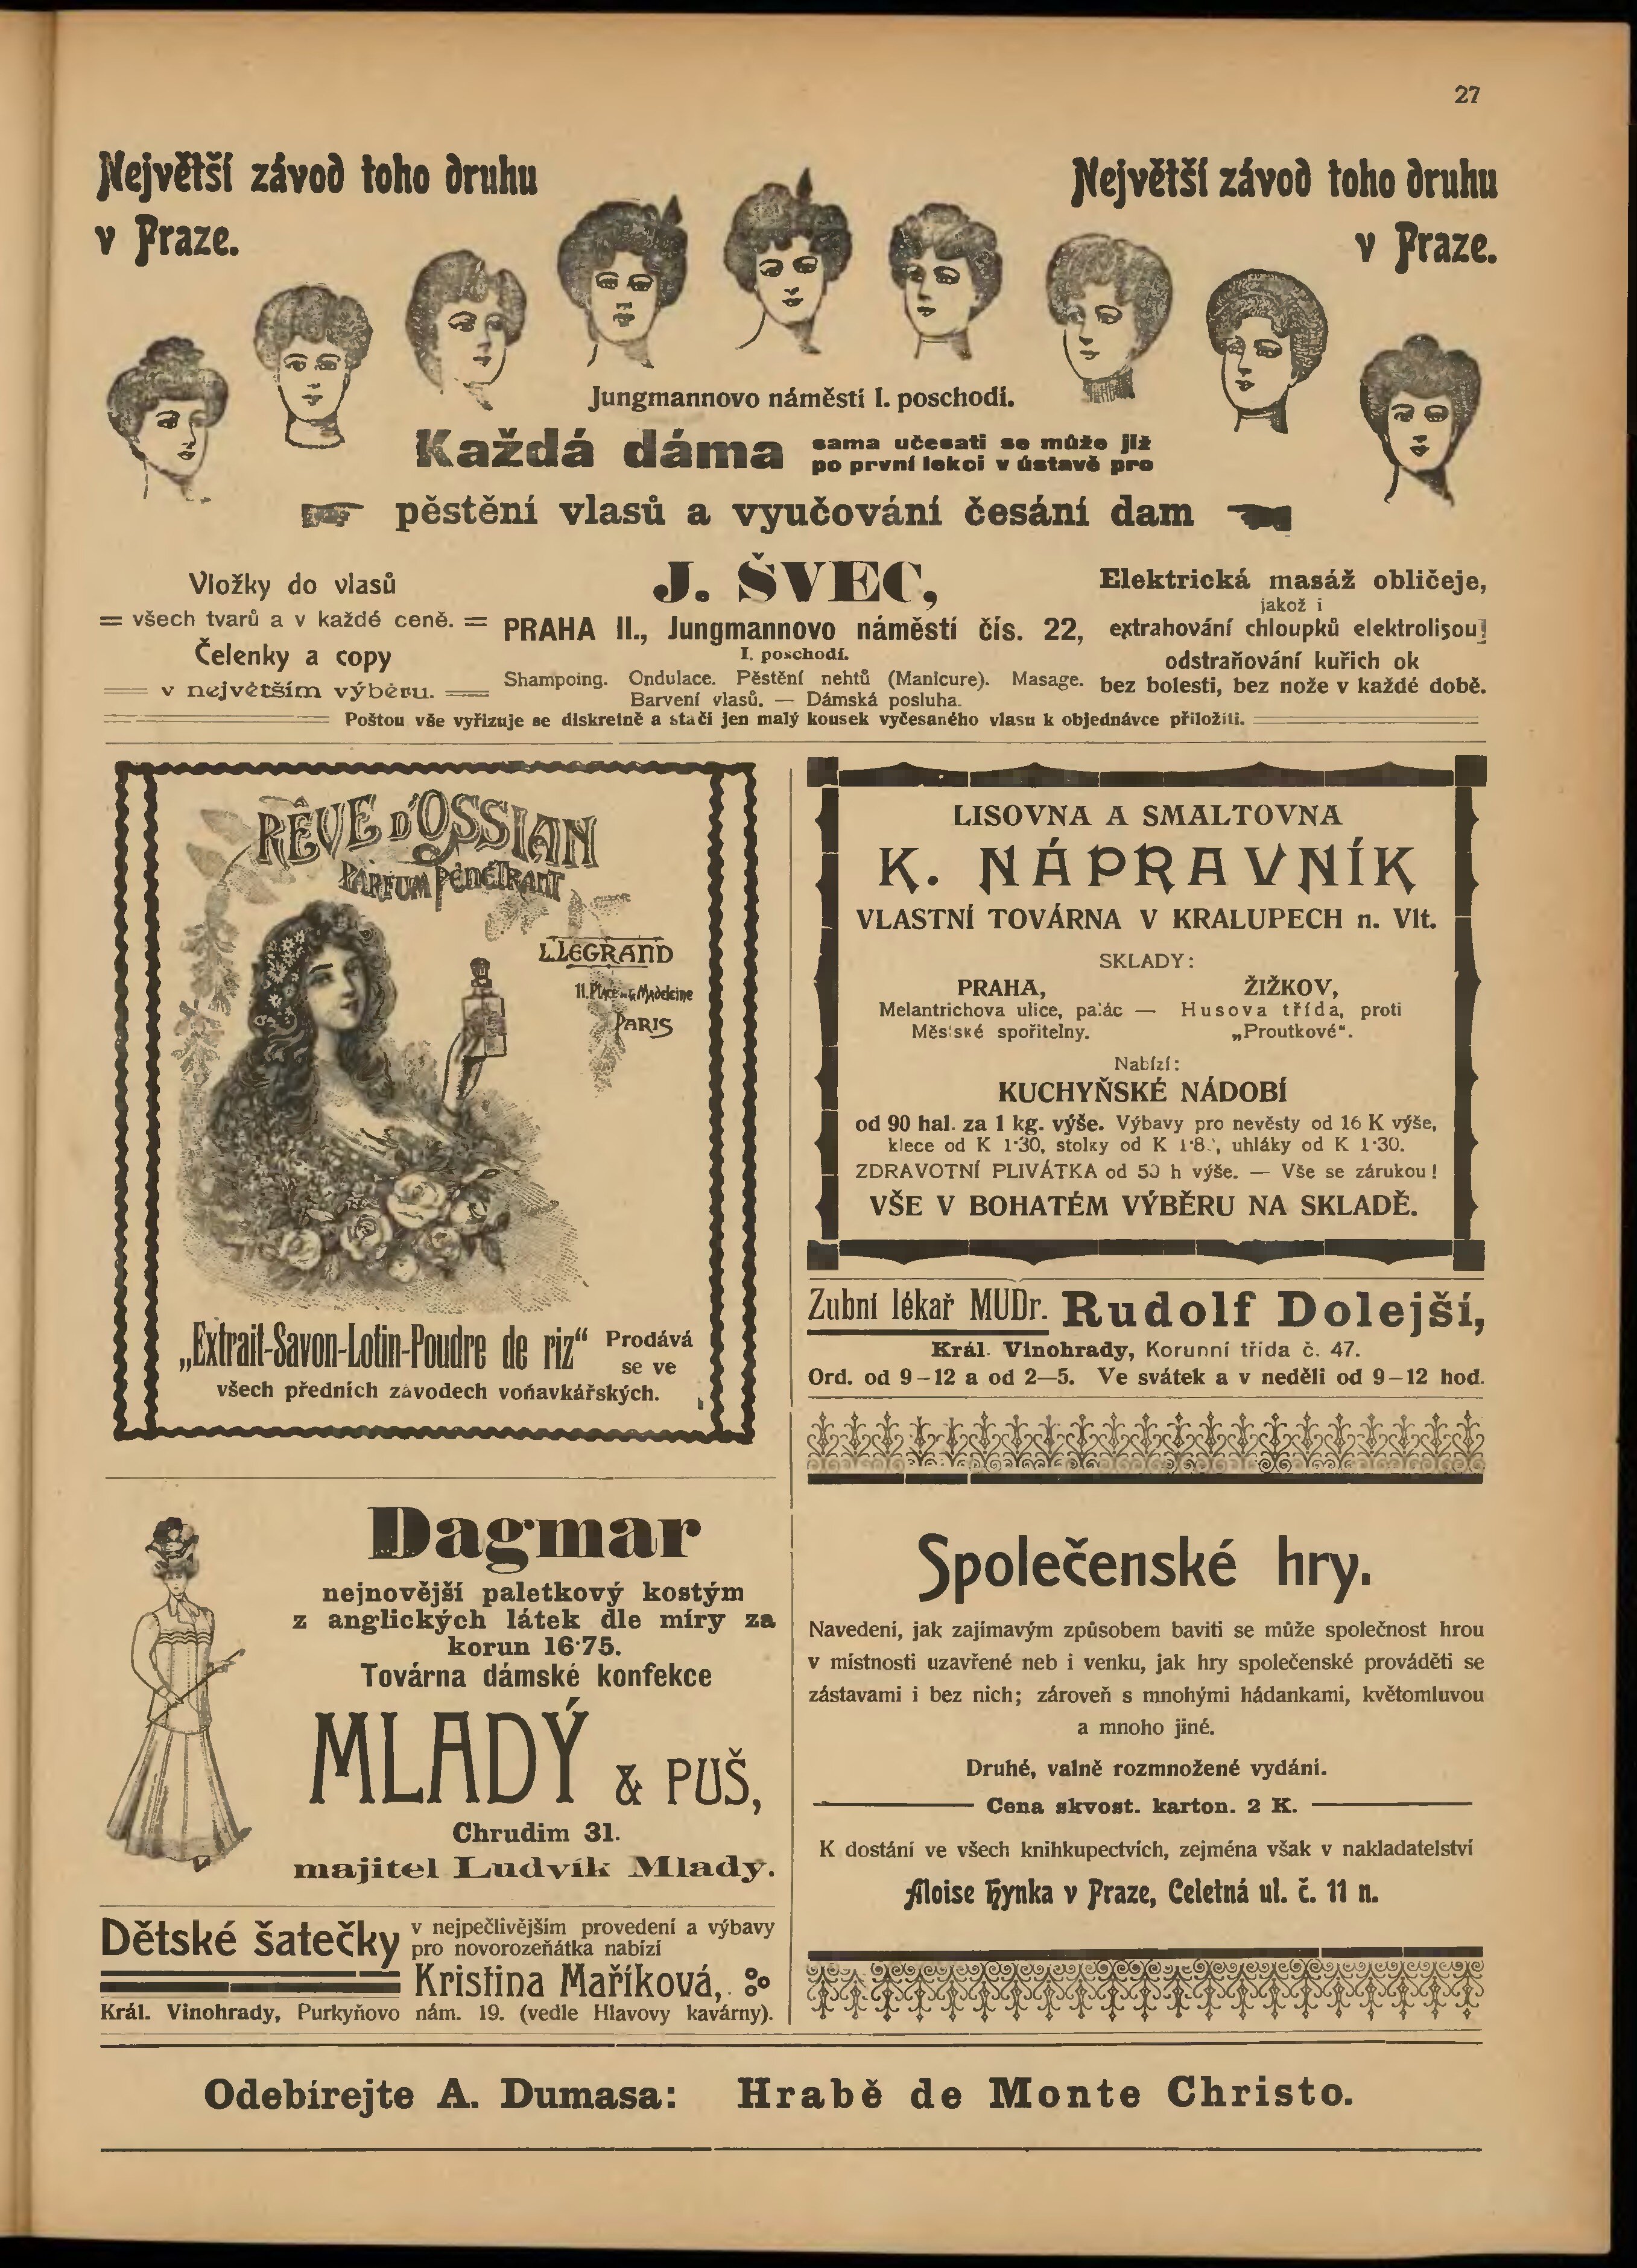 27
Největší závod toho druhu
v Praze.
Největší závod toho druhu
v Praze.
Jungmannovo náměstí I. poschodí.
Každá dáma
sama učesati se může již
po první lekci v ústavě pro
pěstění vlasů a vyučování česání dam
Vložky do vlasů
= všech tvarů a v každé ceně. =
Čelenky a copy
v největším výběru.
J. ŠVEC,
PRAHA II., Jungmannovo náměstí čís. 22,
I. poschodí.
Shampoing. Ondulace. Pěstění nehtů (Manicure). Masage.
Barvení vlasů. — Dámská posluha.
Elektrická masáž obličeje,
jakož i
extrahování chloupků elektrolisou
odstraňování kuřich ok
bez bolesti, bez nože v každé době.
Poštou vše vyřizuje se diskretně a stačí jen malý kousek vyčesaného vlasu k objednávce přiložiti.
RÊVE D'OSSIAN
PARFUM PÉNÉTRANT
L. LEGRAND
11. Place de la Madeleine
PARIS
„Extrait-Savon-Lotin-Poudre de riz“ Prodává
se ve
všech předních závodech voňavkářských.
LISOVNA A SMALTOVNA
K. NÁPRAVNÍK
VLASTNÍ TOVÁRNA V KRALUPECH n. Vlt.
SKLADY:
PRAHA,
Melantrichova ulice, palác —
Městské spořitelny.
ŽIŽKOV,
Husova třída, proti
„Proutkové“.
Nabízí:
KUCHYŇSKÉ NÁDOBÍ
od 90 hal. za 1 kg. výše. Výbavy pro nevěsty od 16 K výše,
klece od K 1·30, stolky od K uhláky od K 1·30.
ZDRAVOTNÍ PLIVÁTKA od 50 h výše. — Vše se zárukou!
VŠE V BOHATÉM VÝBĚRU NA SKLADĚ.
Zubní lékař MUDr. Rudolf Dolejší,
Král. Vinohrady, Korunní třída č. 47.
Ord. od 9–12 a od 2—5. Ve svátek a v neděli od 9–12 hod.
Dagmar
nejnovější paletkový kostým
z anglických látek dle míry za
korun 16·75.
Továrna dámské konfekce
MLADÝ & PUŠ,
Chrudim 31.
majitel Ludvík Mlady.
Dětské šatečky
v nejpečlivějším provedení a výbavy
pro novorozeňátka nabízí
Kristina Maříková,
Král. Vinohrady, Purkyňovo nám. 19. (vedle Hlavovy kavárny).
Společenské hry.
Navedení, jak zajímavým způsobem baviti se může společnost hrou
v místnosti uzavřené neb i venku, jak hry společenské prováděti se
zástavami i bez nich; zároveň s mnohými hádankami, květomluvou
a mnoho jiné.
Druhé, valně rozmnožené vydání.
Cena skvost. karton. 2 K.
K dostání ve všech knihkupectvích, zejména však v nakladatelství
Aloise Hynka v Praze, Celetná ul. č. 11 n.
Odebírejte A. Dumasa: Hrabě de Monte Christo.